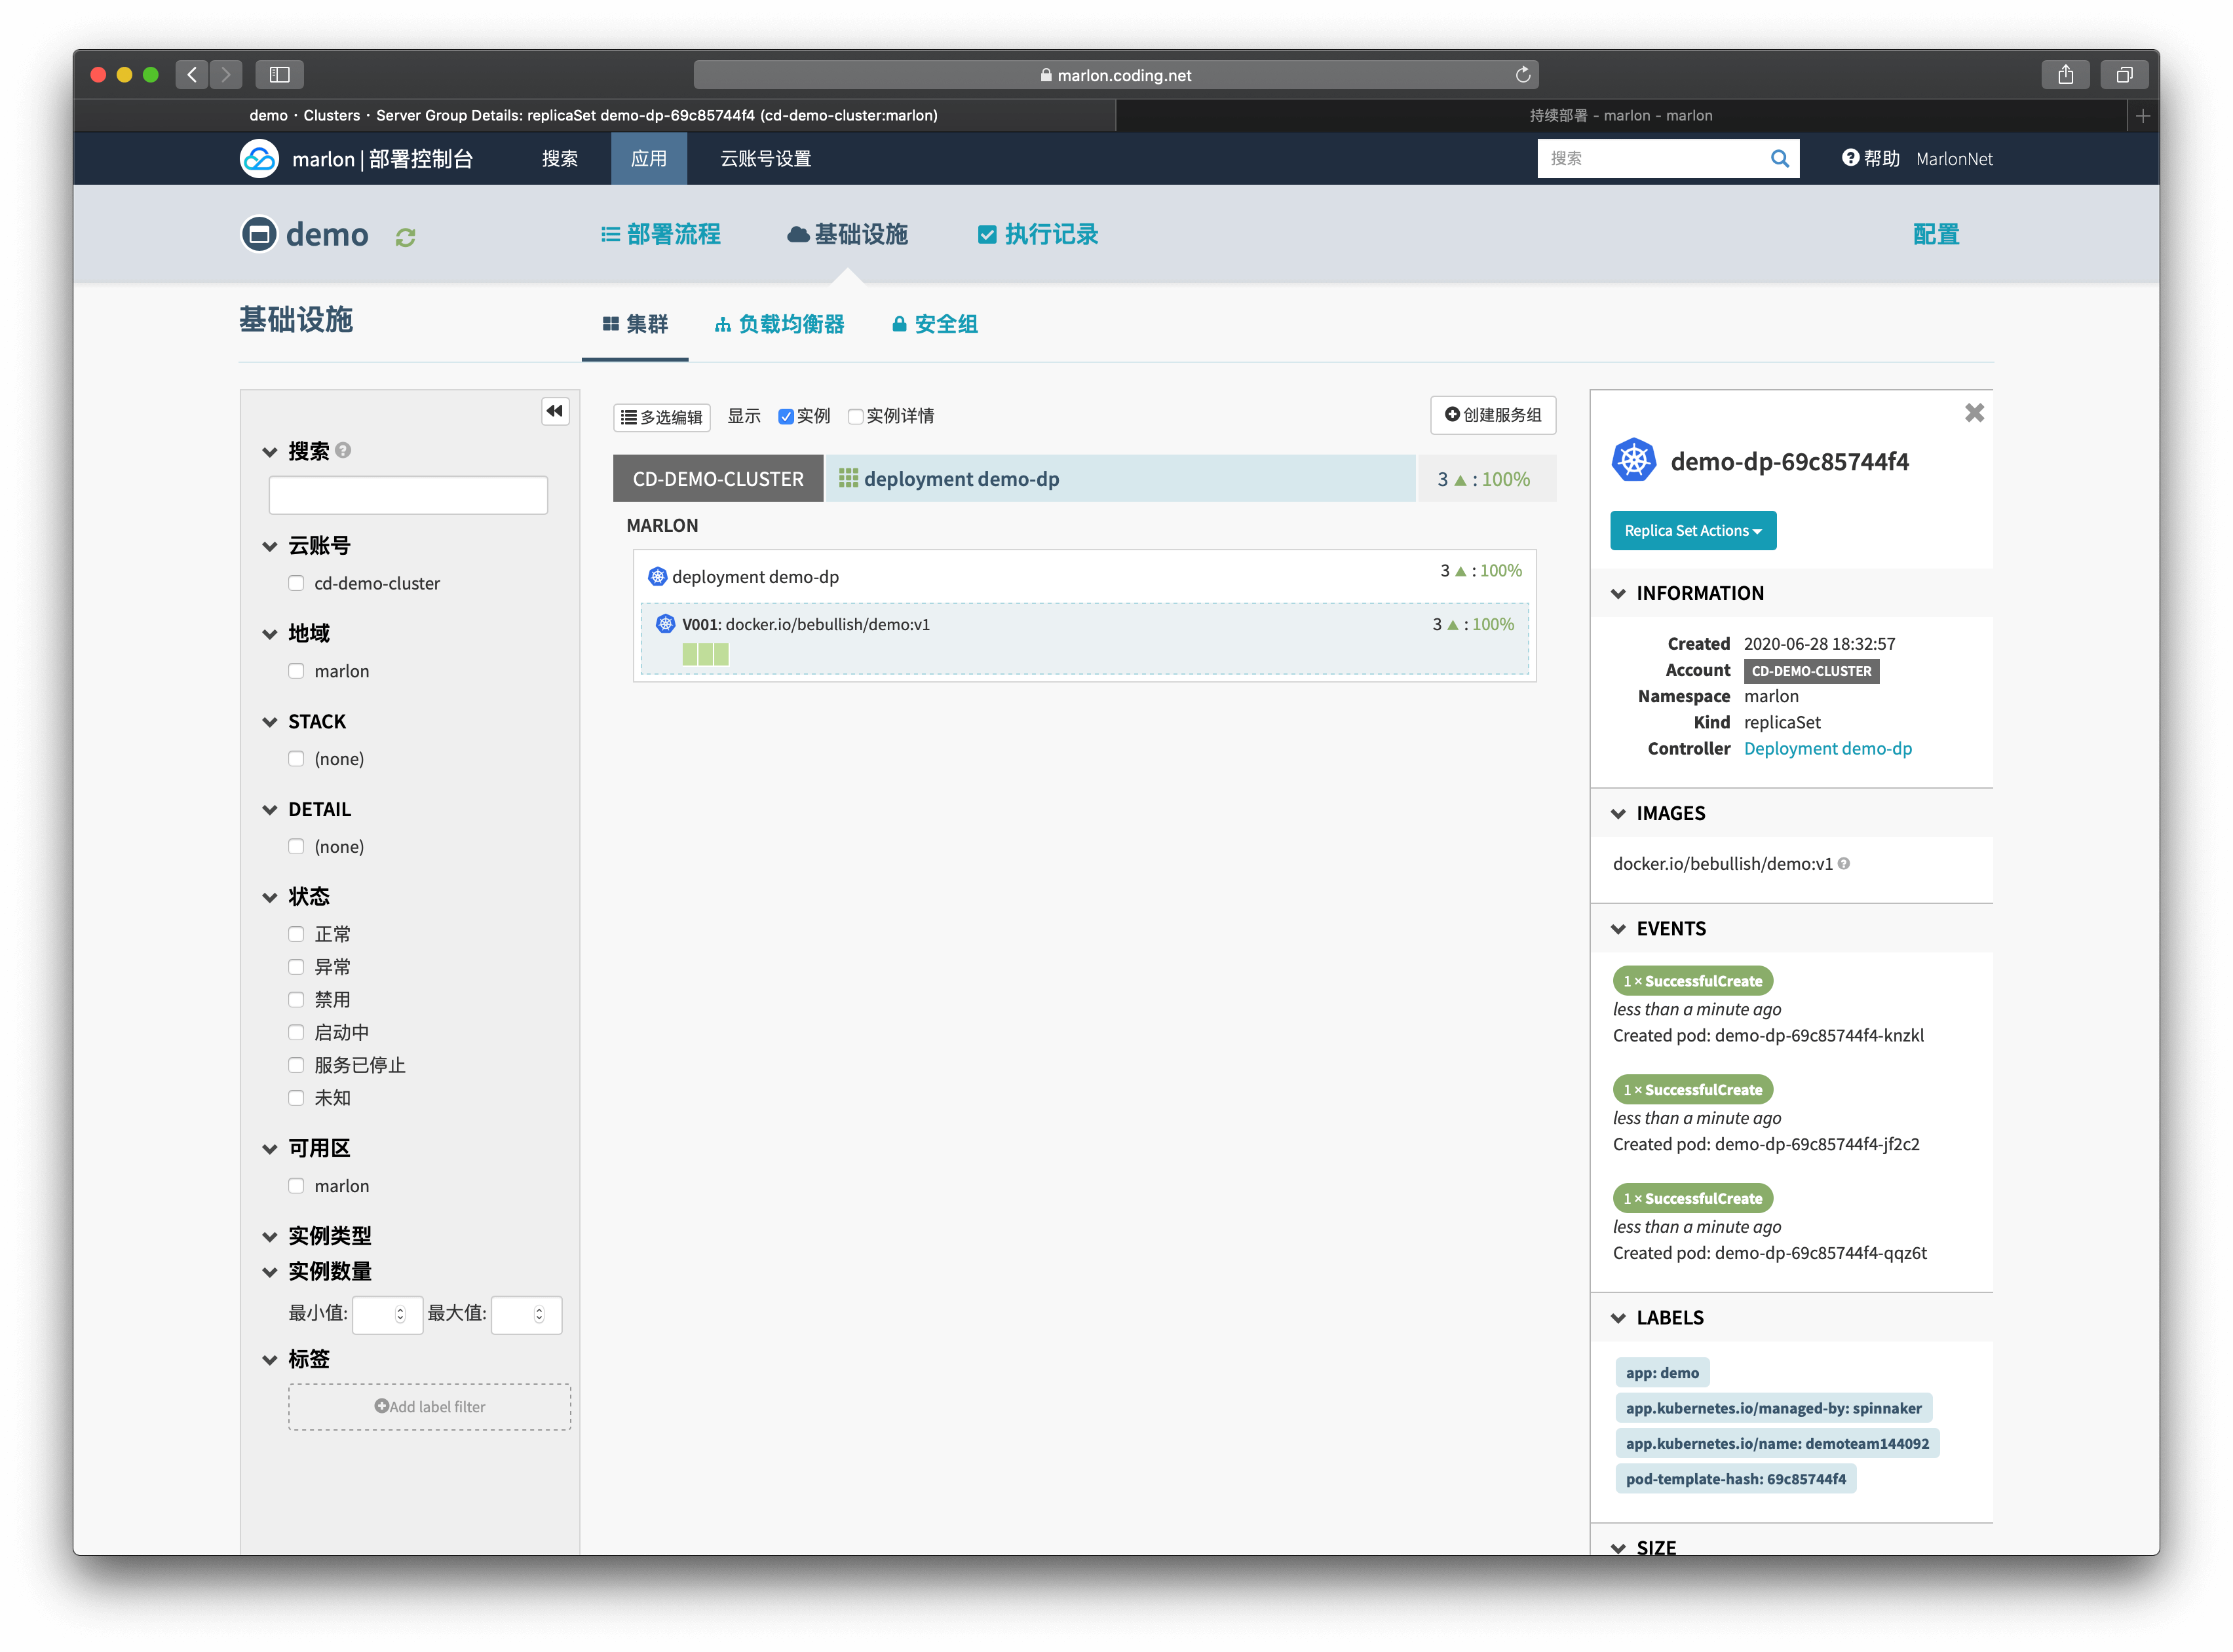 marlon.coding.net
demo · Clusters · Server Group Details: replicaSet demo-dp-69c85744f4 (cd-demo-cluster:marlon)
持续部署 - marlon - marlon
marlon | 部署控制台
搜索
应用
云账号设置
搜索
帮助
MarlonNet
demo
部署流程
基础设施
执行记录
配置
基础设施
集群
负载均衡器
安全组
搜索
云账号
cd-demo-cluster
地域
marlon
STACK
(none)
DETAIL
(none)
状态
正常
异常
禁用
启动中
服务已停止
未知
可用区
marlon
实例类型
实例数量
最小值: 最大值:
标签
Add label filter
多选编辑 显示 实例 实例详情
创建服务组
CD-DEMO-CLUSTER deployment demo-dp 3 ▲ : 100%
MARLON
deployment demo-dp 3 ▲ : 100%
V001: docker.io/bebullish/demo:v1 3 ▲ : 100%
demo-dp-69c85744f4
Replica Set Actions
INFORMATION
Created 2020-06-28 18:32:57
Account CD-DEMO-CLUSTER
Namespace marlon
Kind replicaSet
Controller Deployment demo-dp
IMAGES
docker.io/bebullish/demo:v1
EVENTS
1 × SuccessfulCreate
less than a minute ago
Created pod: demo-dp-69c85744f4-knzkl
1 × SuccessfulCreate
less than a minute ago
Created pod: demo-dp-69c85744f4-jf2c2
1 × SuccessfulCreate
less than a minute ago
Created pod: demo-dp-69c85744f4-qqz6t
LABELS
app: demo
app.kubernetes.io/managed-by: spinnaker
app.kubernetes.io/name: demoteam144092
pod-template-hash: 69c85744f4
SIZE